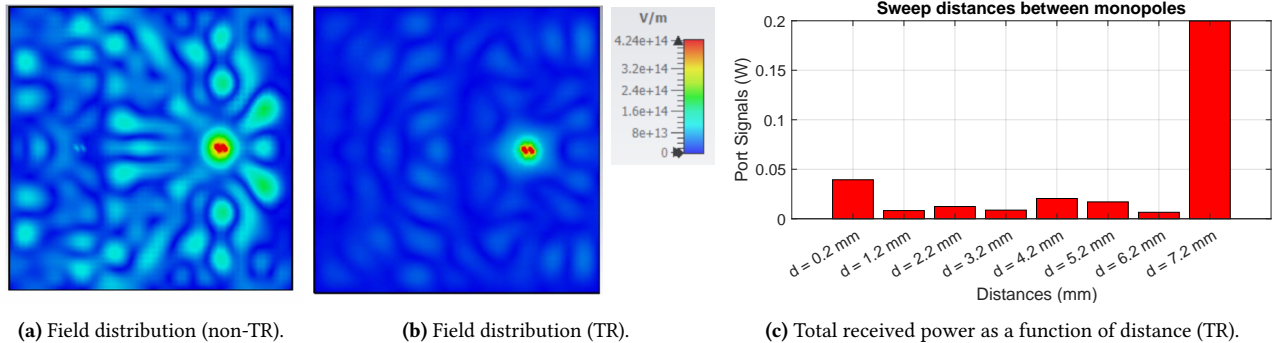 V/m
4.24e+14
3.2e+14
2.4e+14
1.6e+14
8e+13
0
Sweep distances between monopoles
Port Signals (W)
0.2
0.15
0.1
0.05
0
d = 0.2 mm
d = 1.2 mm
d = 2.2 mm
d = 3.2 mm
d = 4.2 mm
d = 5.2 mm
d = 6.2 mm
d = 7.2 mm
Distances (mm)
(a) Field distribution (non-TR).
(b) Field distribution (TR).
(c) Total received power as a function of distance (TR).